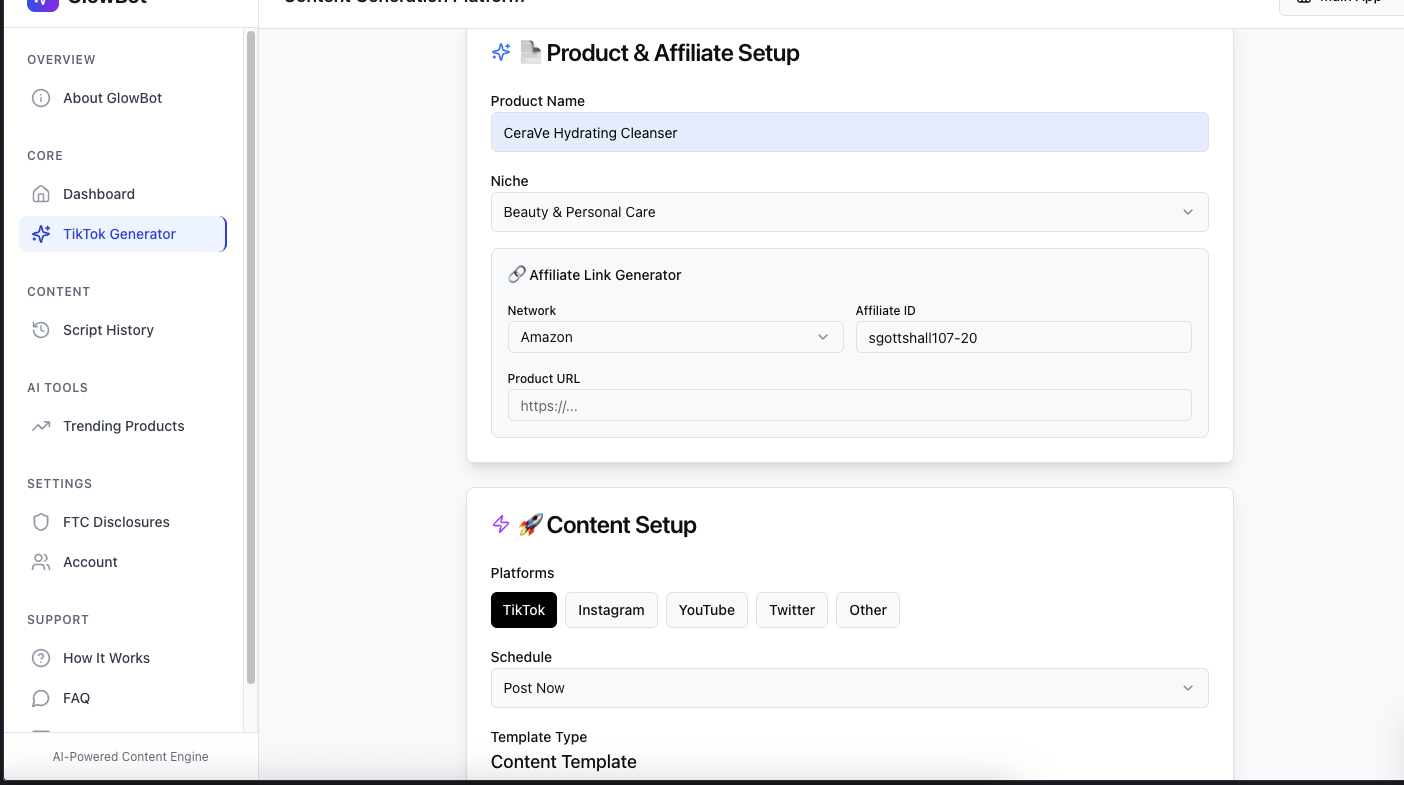 GlowBot
Content Generation Platform
Main App
OVERVIEW
About GlowBot
CORE
Dashboard
TikTok Generator
CONTENT
Script History
AI TOOLS
Trending Products
SETTINGS
FTC Disclosures
Account
SUPPORT
How It Works
FAQ
AI-Powered Content Engine
Product & Affiliate Setup
Product Name
CeraVe Hydrating Cleanser
Niche
Beauty & Personal Care
Affiliate Link Generator
Network
Affiliate ID
Amazon
sgottshall107-20
Product URL
https://...
Content Setup
Platforms
TikTok
Instagram
YouTube
Twitter
Other
Schedule
Post Now
Template Type
Content Template